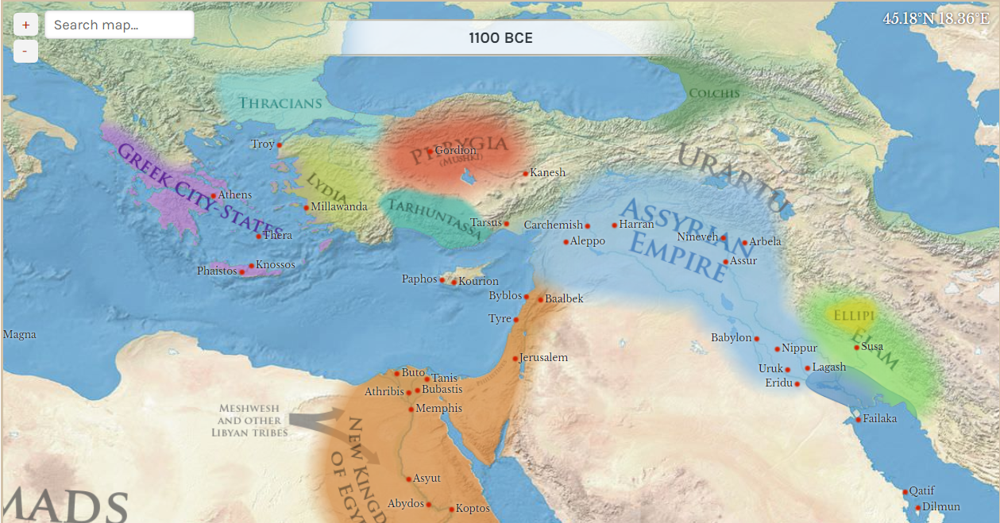 +
Search map...
-
1100 BCE
45.18°N 18.36°E
Thracians
Colchis
Troy
Phrygia
(Mushki)
Gordion
Greek City-States
Urartu
Kanesh
Lydia
Athens
Millawanda
Tarhuntassa
Tarsus
Assyrian
Empire
Carchemish
Harran
Aleppo
Nineveh
Arbela
Assur
Thera
Knossos
Phaistos
Paphos
Kourion
Byblos
Baalbek
Tyre
Ellipi
Elam
Magna
Babylon
Nippur
Susa
Jerusalem
Uruk
Lagash
Eridu
Buto
Tanis
Athribis
Bubastis
Memphis
Meshwesh
and other
Libyan tribes
Failaka
New Kingd
of Egy
Asyut
Abydos
Koptos
Qatif
Dilmun
MADS